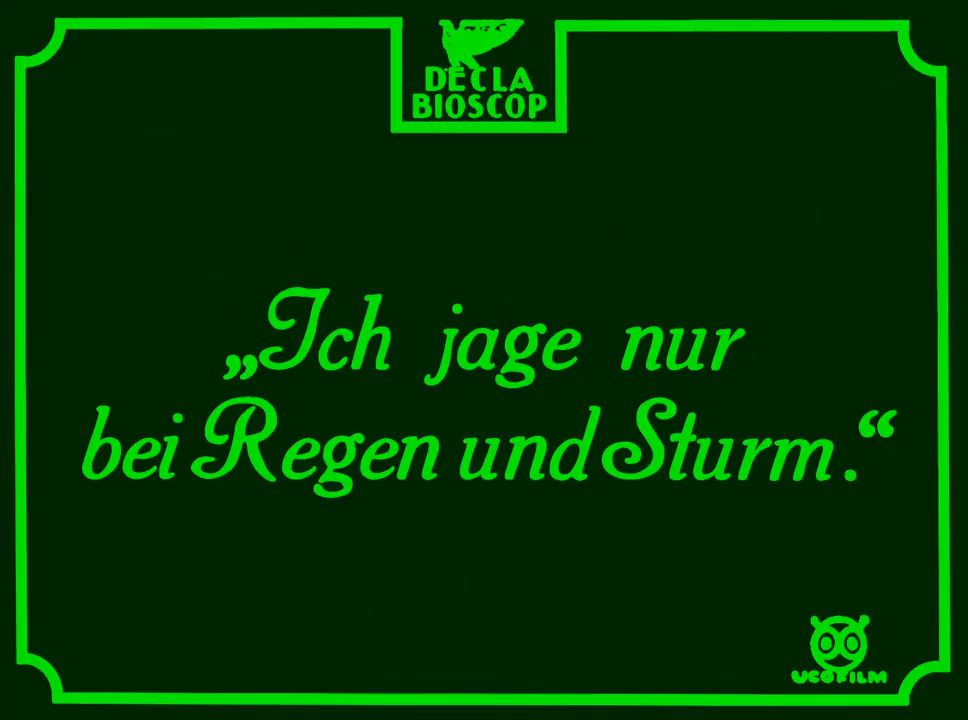 DECLA
BIOSCOP
„Ich jage nur
bei Regen und Sturm.“
UCOFILM